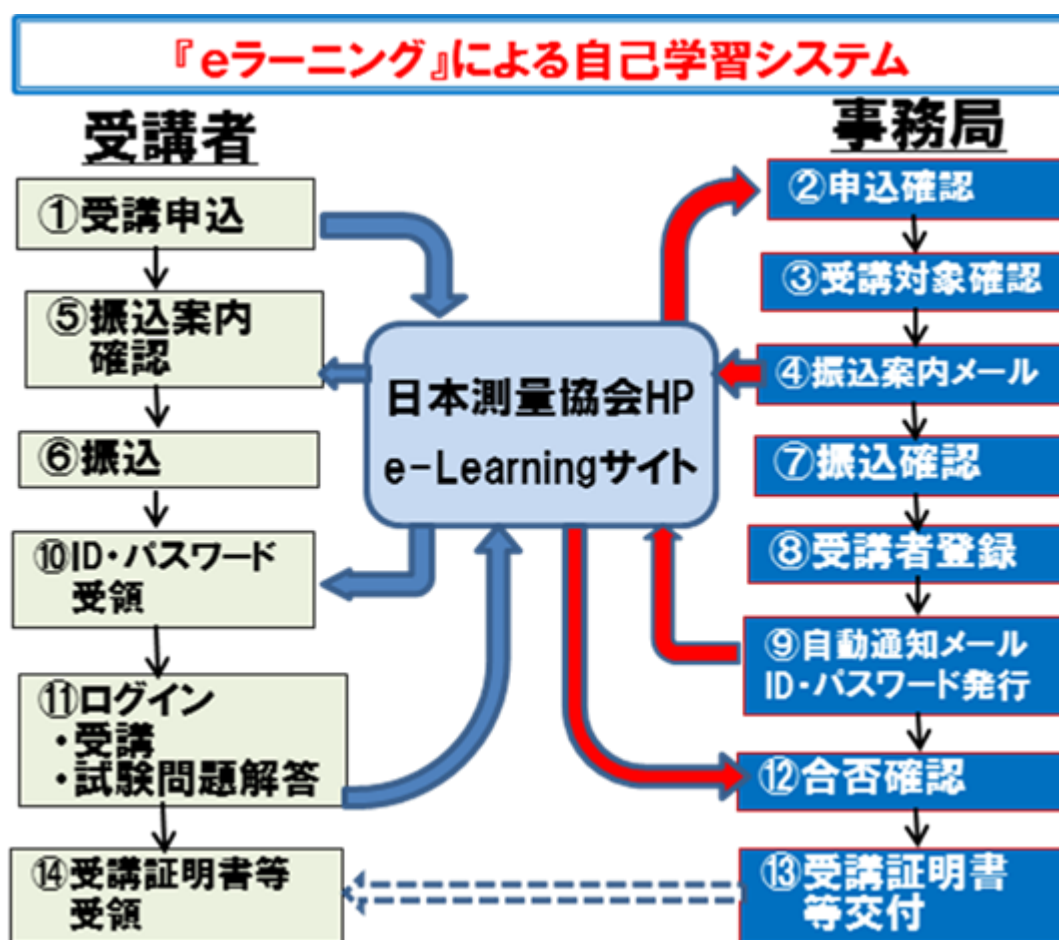 『eラーニング』による自己学習システム
受講者
①受講申込
⑤振込案内
確認
⑥振込
⑩ID・パスワード
受領
⑪ログイン
・受講
・試験問題解答
⑭受講証明書等
受領
日本測量協会HP
e-Learningサイト
事務局
②申込確認
③受講対象確認
④振込案内メール
⑦振込確認
⑧受講者登録
⑨自動通知メール
ID・パスワード発行
⑫合否確認
⑬受講証明書
等交付